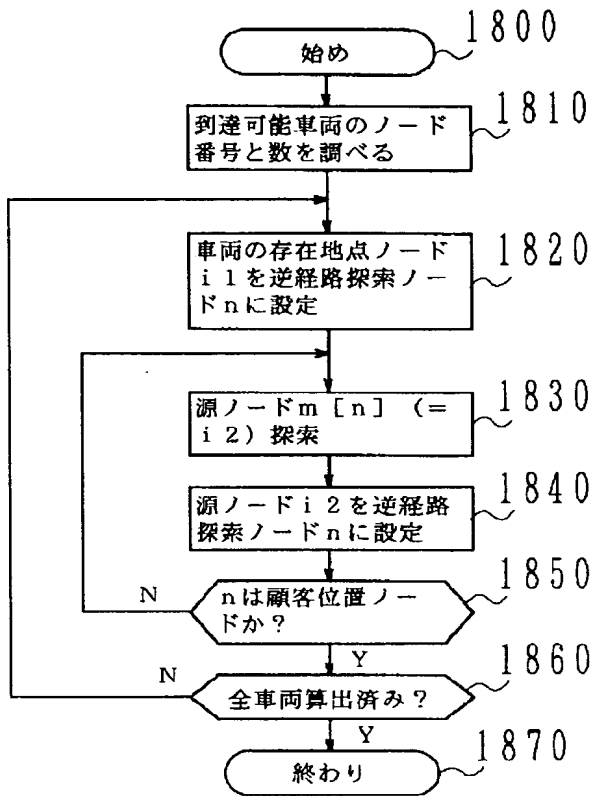 1800
始め
1810
到達可能車両のノード
番号と数を調べる
1820
車両の存在地点ノード
i1を逆経路探索ノー
ドnに設定
1830
源ノードm[n](=
i2)探索
1840
源ノードi2を逆経路
探索ノードnに設定
1850
N
nは顧客位置ノー
ドか?
Y
1860
N
全車両算出済み?
Y
1870
終わり